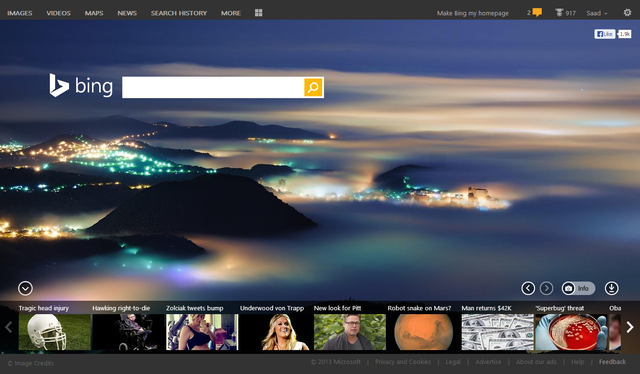 IMAGES VIDEOS MAPS NEWS SEARCH HISTORY MORE Make Bing my homepage 2 917 Saad
Like 1.9k
bing
Info
Tragic head injury Hawking right-to-die Zolciak tweets bump Underwood von Trapp New look for Pitt Robot snake on Mars? Man returns $42K 'Superbug' threat Oba
© Image Credits © 2013 Microsoft | Privacy and Cookies | Legal | Advertise | About our ads | Help | Feedback